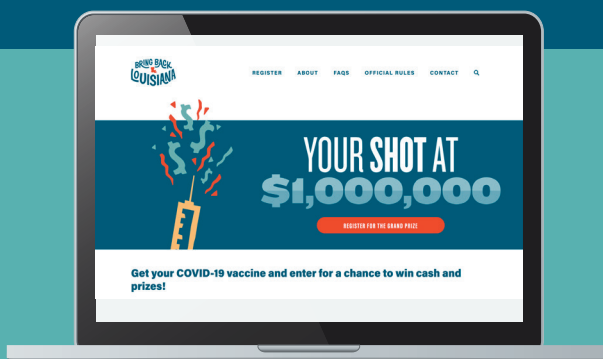 BRING BACK
LOUISIANA
REGISTER ABOUT FAQS OFFICIAL RULES CONTACT
YOUR SHOT AT
$1,000,000
REGISTER FOR THE GRAND PRIZE
Get your COVID-19 vaccine and enter for a chance to win cash and
prizes!